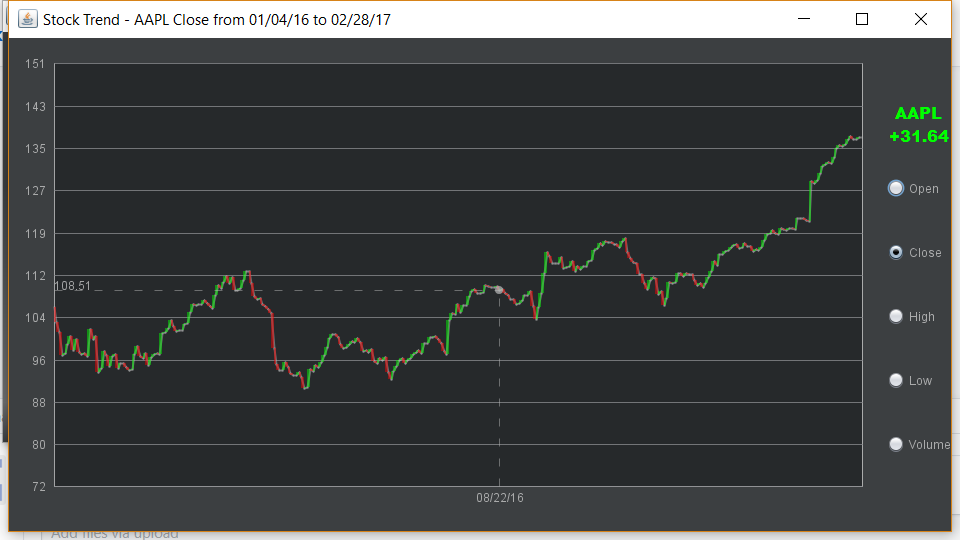 Stock Trend - AAPL Close from 01/04/16 to 02/28/17
151
143
135
127
119
112
104
96
88
80
72
108.51
08/22/16
AAPL
+31.64
Open
Close
High
Low
Volume
Add files via upload